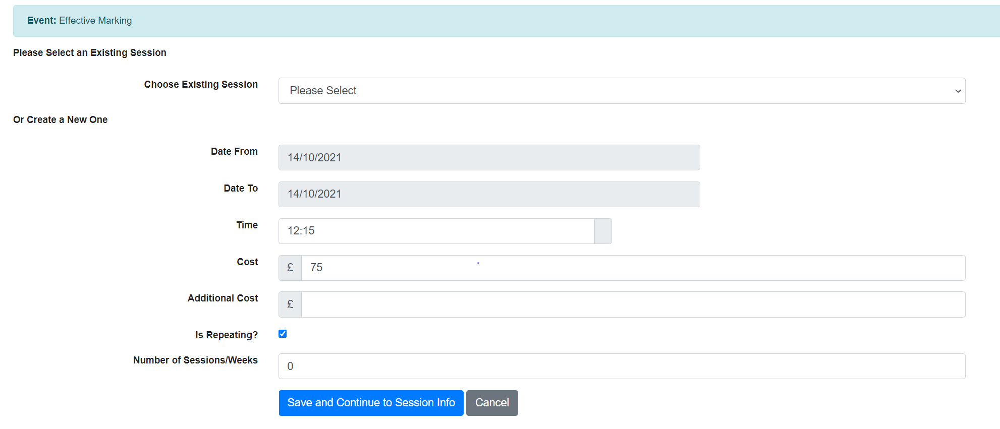 Event: Effective Marking
Please Select an Existing Session
Choose Existing Session
Please Select
Or Create a New One
Date From
14/10/2021
Date To
14/10/2021
Time
12:15
Cost
£ 75
Additional Cost
£
Is Repeating?
Number of Sessions/Weeks
0
Save and Continue to Session Info
Cancel